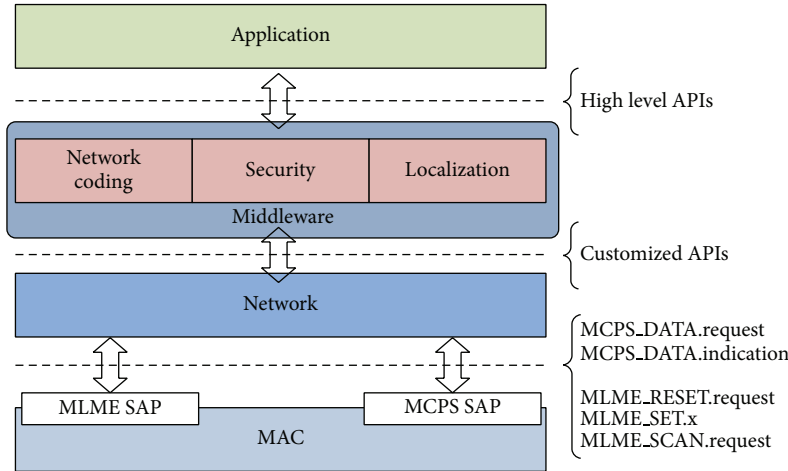 Application
High level APIs
Network
coding
Security
Localization
Middleware
Customized APIs
Network
MCPS_DATA.request
MCPS_DATA.indication
MLME_RESET.request
MLME_SET.x
MLME_SCAN.request
MLME SAP
MCPS SAP
MAC